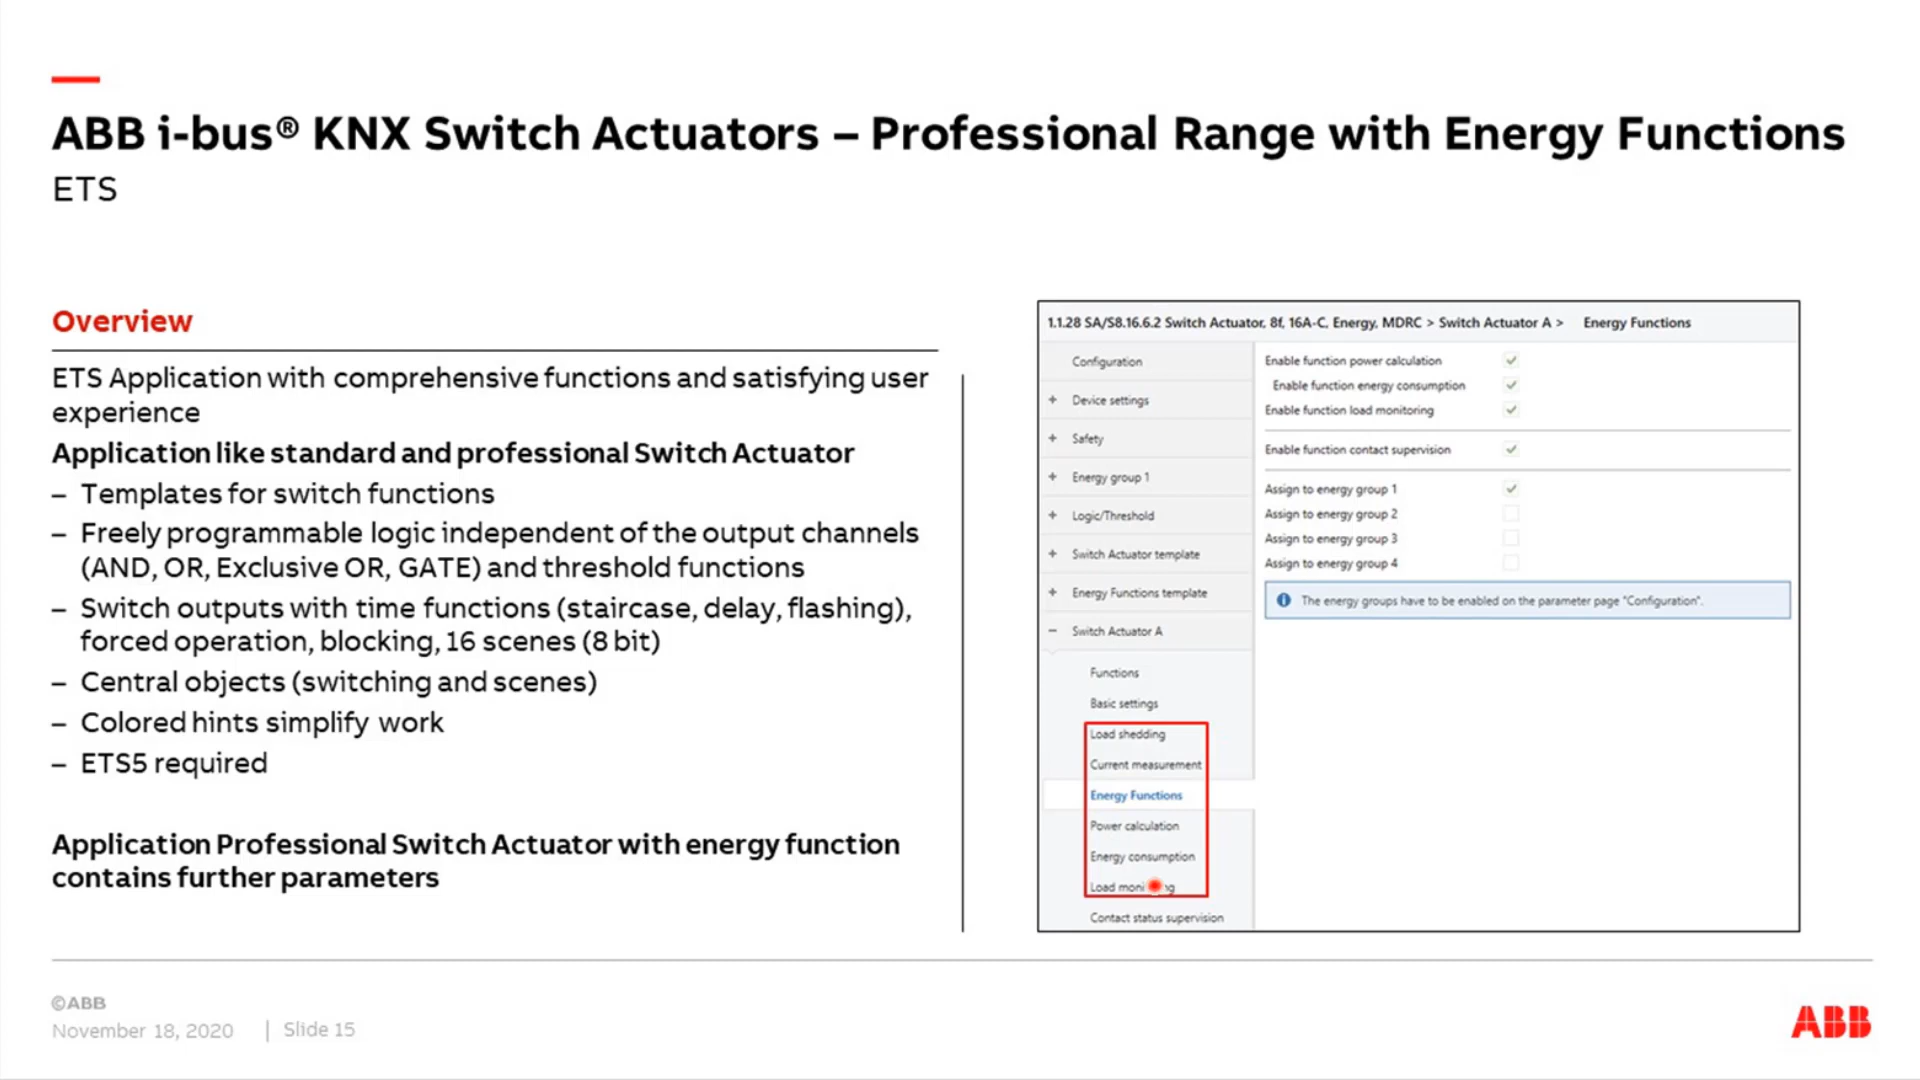 ABB i-bus® KNX Switch Actuators – Professional Range with Energy Functions
ETS
Overview
ETS Application with comprehensive functions and satisfying user
experience
Application like standard and professional Switch Actuator
– Templates for switch functions
– Freely programmable logic independent of the output channels
(AND, OR, Exclusive OR, GATE) and threshold functions
– Switch outputs with time functions (staircase, delay, flashing),
forced operation, blocking, 16 scenes (8 bit)
– Central objects (switching and scenes)
– Colored hints simplify work
– ETS5 required
Application Professional Switch Actuator with energy function
contains further parameters
1.1.28 SA/S8.16.6.2 Switch Actuator, 8f, 16A-C, Energy, MDRC > Switch Actuator A > Energy Functions
Configuration
+ Device settings
+ Safety
+ Energy group 1
+ Logic/Threshold
+ Switch Actuator template
+ Energy Functions template
– Switch Actuator A
Functions
Basic settings
Load shedding
Current measurement
Energy Functions
Power calculation
Energy consumption
Load
Contact status supervision
Enable function power calculation
Enable function energy consumption
Enable function load monitoring
Enable function contact supervision
Assign to energy group 1
Assign to energy group 2
Assign to energy group 3
Assign to energy group 4
The energy groups have to be enabled on the parameter page "Configuration".
©ABB
November 18, 2020 | Slide 15
ABB